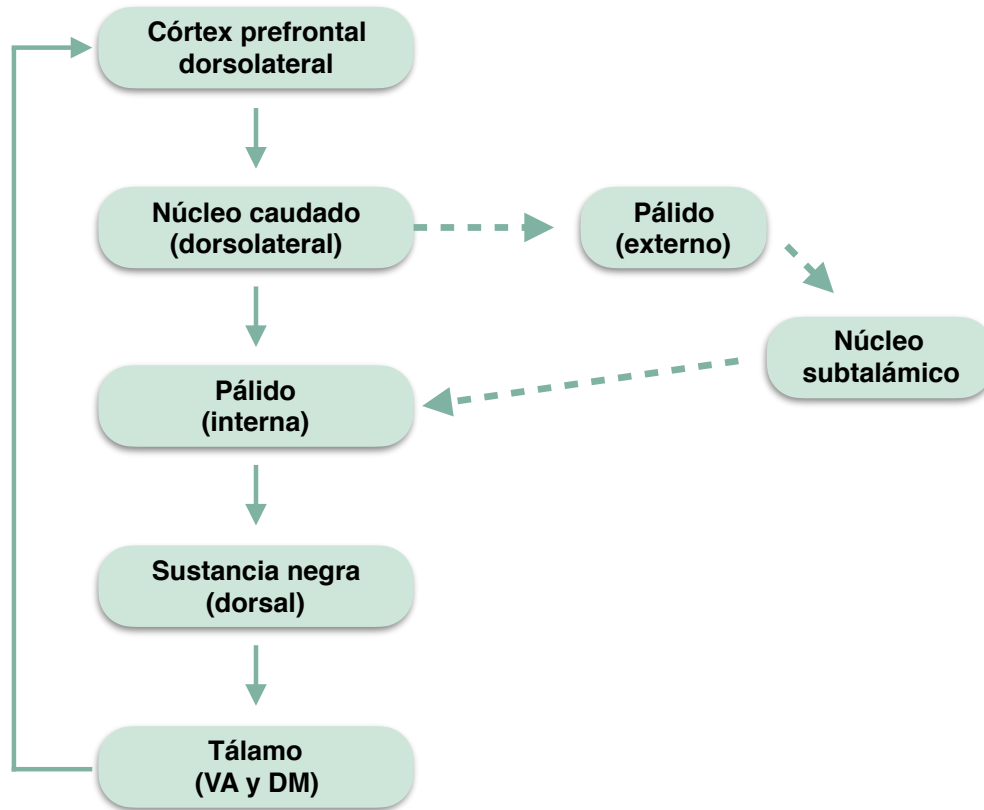 Córtex prefrontal
dorsolateral
Núcleo caudado
(dorsolateral)
Pálido
(externo)
Núcleo
subtalámico
Pálido
(interna)
Sustancia negra
(dorsal)
Tálamo
(VA y DM)